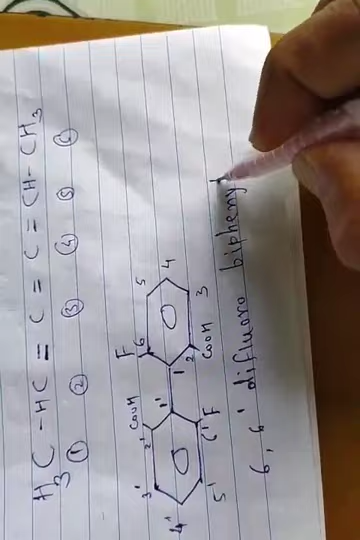 H₃C - HC = C = C = C = CH - CH₃
① ② ③ ④ ⑤ ⑥
F
COOH
5
6
4
1'
1
2'
2
3
3'
COOH
F
6'
4'
5'
6, 6' difluoro biphenyl